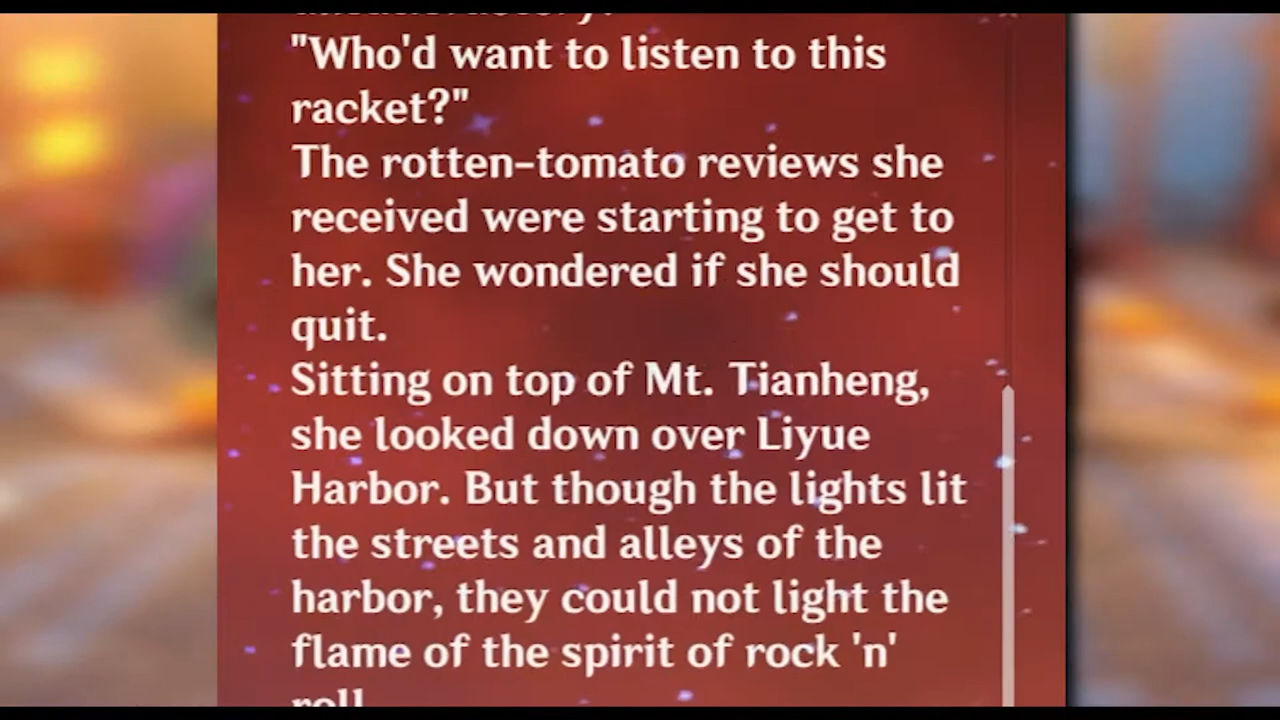 "Who'd want to listen to this
racket?"
The rotten-tomato reviews she
received were starting to get to
her. She wondered if she should
quit.
Sitting on top of Mt. Tianheng,
she looked down over Liyue
Harbor. But though the lights lit
the streets and alleys of the
harbor, they could not light the
flame of the spirit of rock 'n'
roll